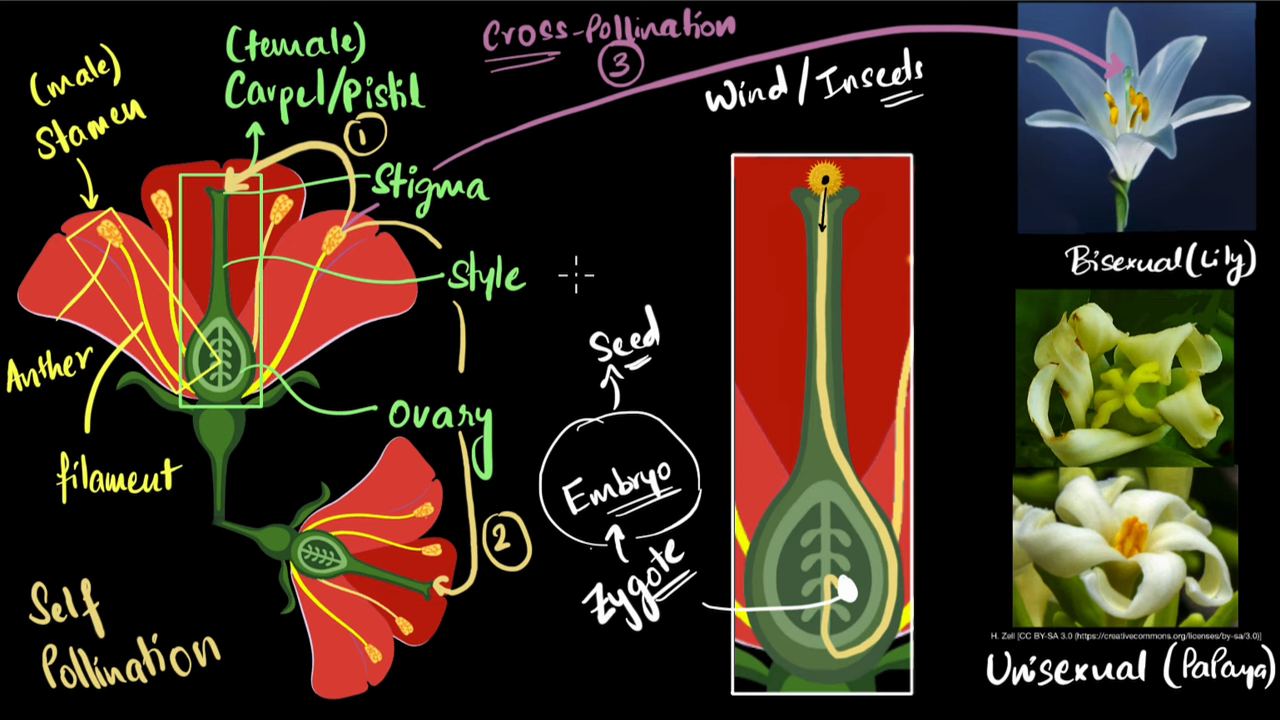 (male)
Stamen
(female)
Carpel/Pistil
Cross-Pollination
3
Wind/Insects
1
Stigma
Style
Anther
filament
Ovary
2
Self
Pollination
Seed
Embryo
Zygote
Bisexual(Lily)
H. Zell [CC BY-SA 3.0 (https://creativecommons.org/licenses/by-sa/3.0)]
Unisexual (Papaya)